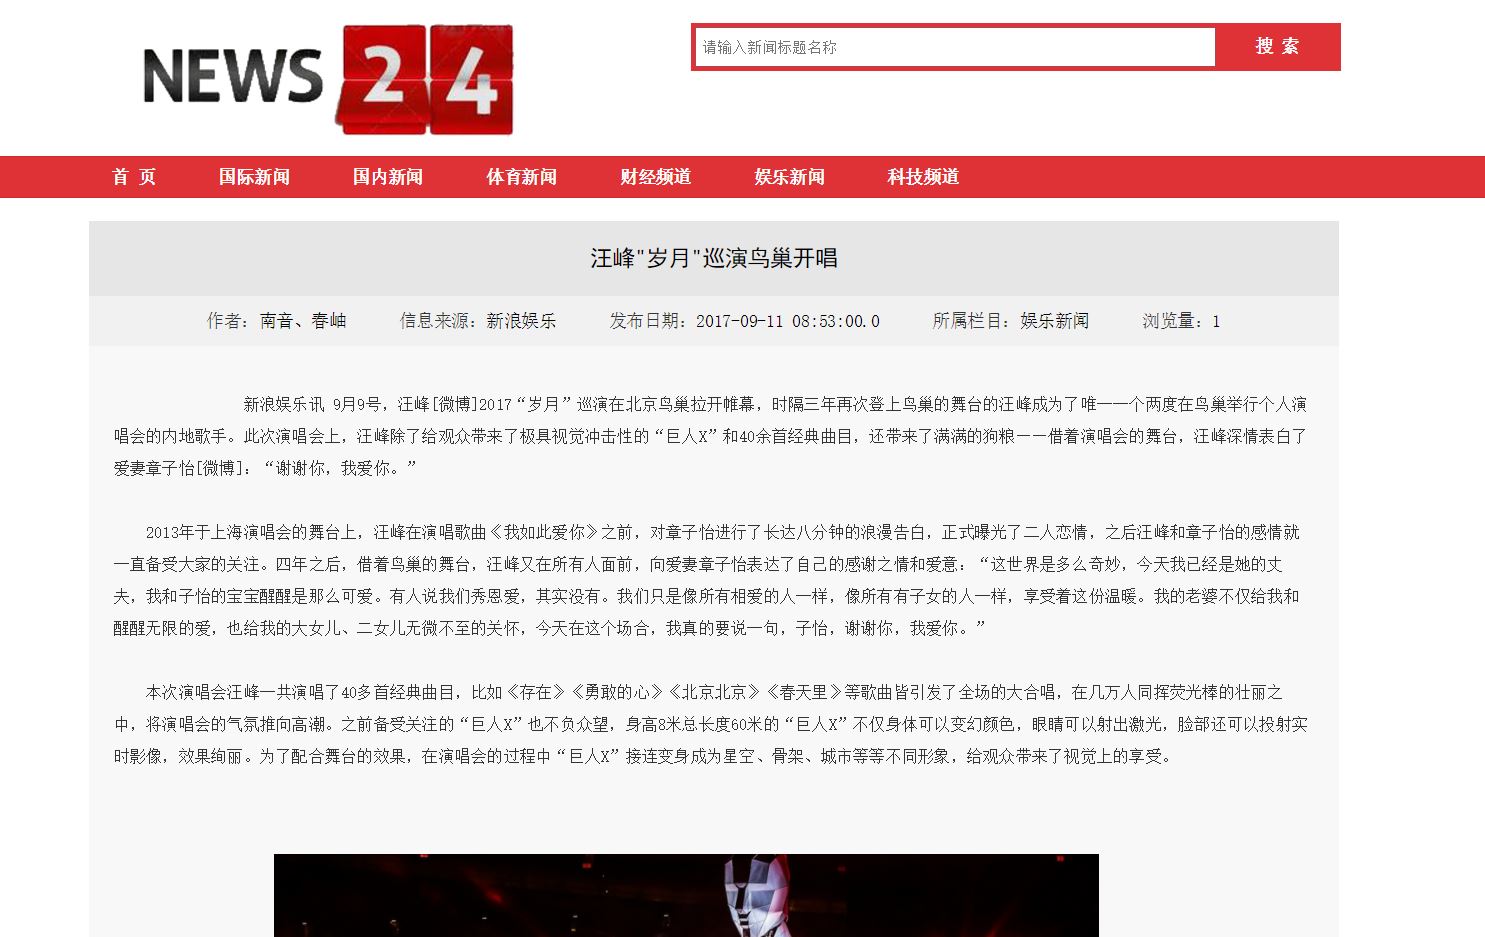 NEWS 24
请输入新闻标题名称
搜 索
首 页 国际新闻 国内新闻 体育新闻 财经频道 娱乐新闻 科技频道
汪峰"岁月"巡演鸟巢开唱
作者：南音、春岫 信息来源：新浪娱乐 发布日期：2017-09-11 08:53:00.0 所属栏目：娱乐新闻 浏览量：1
新浪娱乐讯 9月9号，汪峰[微博]2017“岁月”巡演在北京鸟巢拉开帷幕，时隔三年再次登上鸟巢的舞台的汪峰成为了唯一一个两度在鸟巢举行个人演
唱会的内地歌手。此次演唱会上，汪峰除了给观众带来了极具视觉冲击性的“巨人X”和40余首经典曲目，还带来了满满的狗粮——借着演唱会的舞台，汪峰深情表白了
爱妻章子怡[微博]：“谢谢你，我爱你。”
2013年于上海演唱会的舞台上，汪峰在演唱歌曲《我如此爱你》之前，对章子怡进行了长达八分钟的浪漫告白，正式曝光了二人恋情，之后汪峰和章子怡的感情就
一直备受大家的关注。四年之后，借着鸟巢的舞台，汪峰又在所有人面前，向爱妻章子怡表达了自己的感谢之情和爱意：“这世界是多么奇妙，今天我已经是她的丈
夫，我和子怡的宝宝醒醒是那么可爱。有人说我们秀恩爱，其实没有。我们只是像所有相爱的人一样，像所有有子女的人一样，享受着这份温暖。我的老婆不仅给我和
醒醒无限的爱，也给我的大女儿、二女儿无微不至的关怀，今天在这个场合，我真的要说一句，子怡，谢谢你，我爱你。”
本次演唱会汪峰一共演唱了40多首经典曲目，比如《存在》《勇敢的心》《北京北京》《春天里》等歌曲皆引发了全场的大合唱，在几万人同挥荧光棒的壮丽之
中，将演唱会的气氛推向高潮。之前备受关注的“巨人X”也不负众望，身高8米总长度60米的“巨人X”不仅身体可以变幻颜色，眼睛可以射出激光，脸部还可以投射实
时影像，效果绚丽。为了配合舞台的效果，在演唱会的过程中“巨人X”接连变身成为星空、骨架、城市等等不同形象，给观众带来了视觉上的享受。